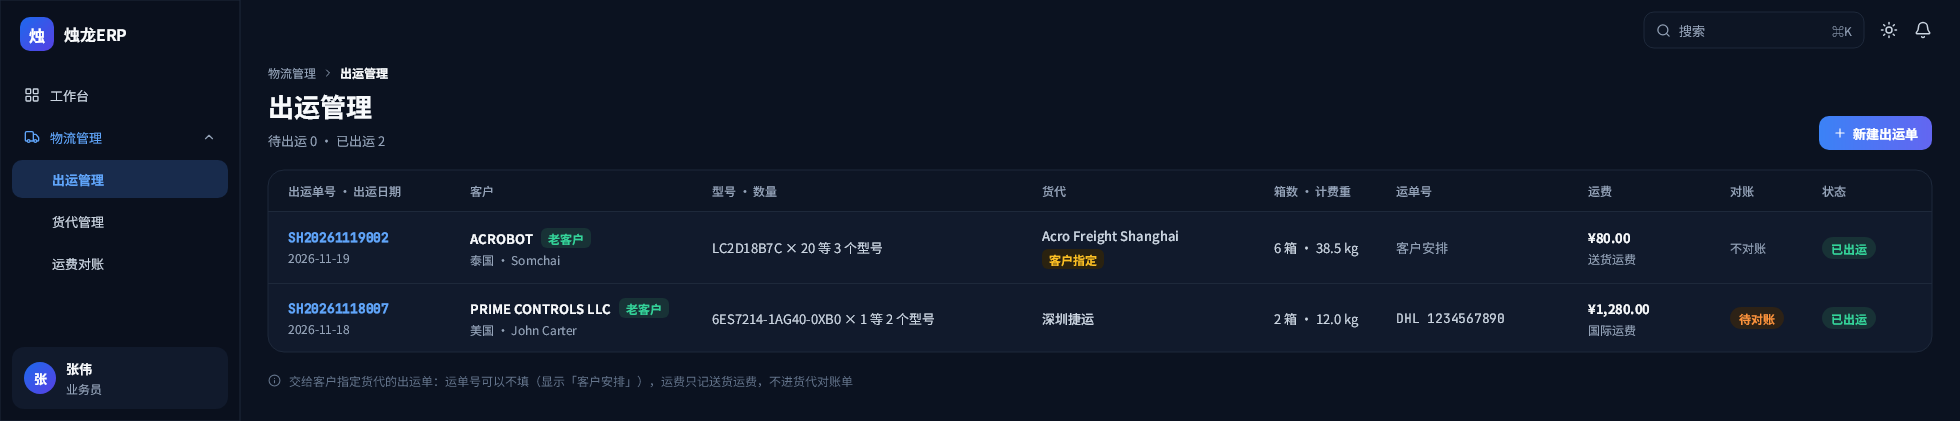 烛 烛龙ERP
搜索 ⌘K
工作台
物流管理
出运管理
货代管理
运费对账
张 张伟
业务员
物流管理 > 出运管理
出运管理
待出运 0 · 已出运 2
+ 新建出运单
出运单号 · 出运日期 客户 型号 · 数量 货代 箱数 · 计费重 运单号 运费 对账 状态
SH20261119002 ACROBOT 老客户 LC2D18B7C × 20 等 3 个型号 Acro Freight Shanghai 6 箱 · 38.5 kg 客户安排 ¥80.00 不对账 已出运
2026-11-19 泰国 · Somchai 客户指定 送货运费
SH20261118007 PRIME CONTROLS LLC 老客户 6ES7214-1AG40-0XB0 × 1 等 2 个型号 深圳捷运 2 箱 · 12.0 kg DHL 1234567890 ¥1,280.00 待对账 已出运
2026-11-18 美国 · John Carter 国际运费
交给客户指定货代的出运单：运单号可以不填（显示「客户安排」），运费只记送货运费，不进货代对账单